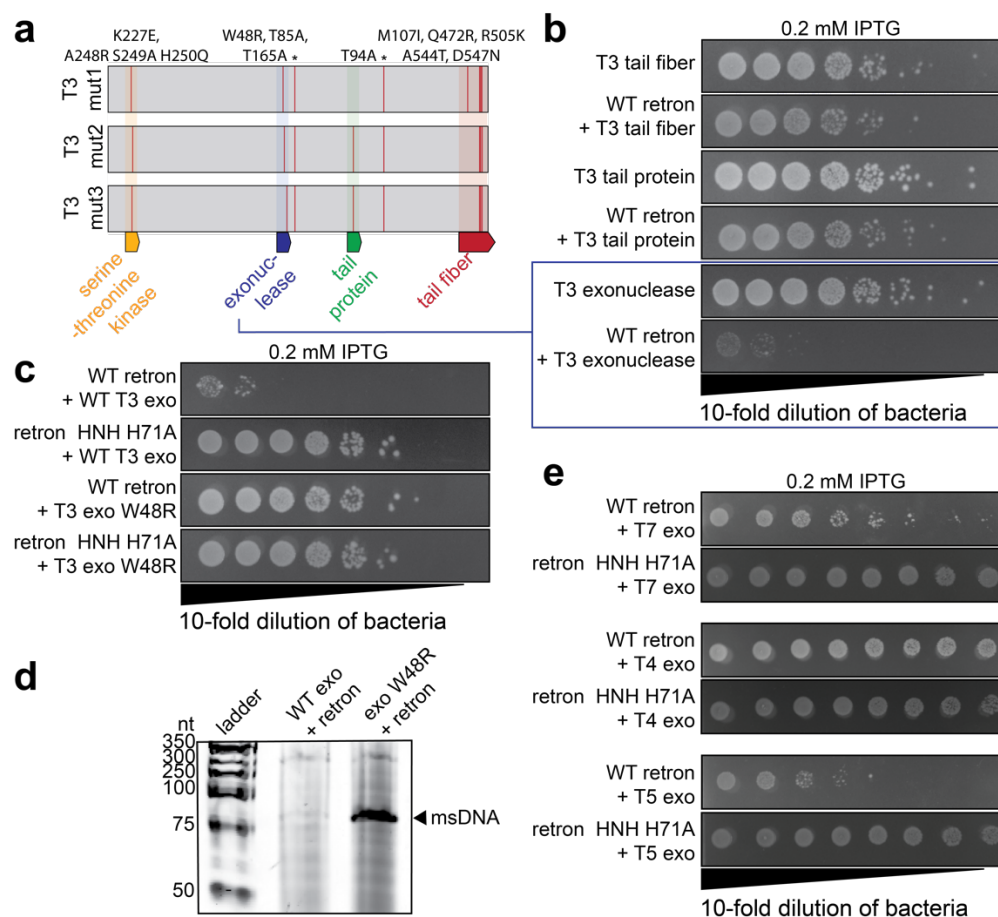 a
K227E,
A248R S249A H250Q
W48R, T85A,
T165A *
T94A *
M107I, Q472R, R505K
A544T, D547N
T3
mut1
T3
mut2
T3
mut3
serine
-threonine
kinase
exonuc-
lease
tail
protein
tail fiber
b
0.2 mM IPTG
T3 tail fiber
WT retron
+ T3 tail fiber
T3 tail protein
WT retron
+ T3 tail protein
T3 exonuclease
WT retron
+ T3 exonuclease
10-fold dilution of bacteria
c
0.2 mM IPTG
WT retron
+ WT T3 exo
retron HNH H71A
+ WT T3 exo
WT retron
+ T3 exo W48R
retron HNH H71A
+ T3 exo W48R
10-fold dilution of bacteria
d
nt
ladder
WT exo
+ retron
exo W48R
+ retron
350
300
250
100
75
50
msDNA
e
0.2 mM IPTG
WT retron
+ T7 exo
retron HNH H71A
+ T7 exo
WT retron
+ T4 exo
retron HNH H71A
+ T4 exo
WT retron
+ T5 exo
retron HNH H71A
+ T5 exo
10-fold dilution of bacteria